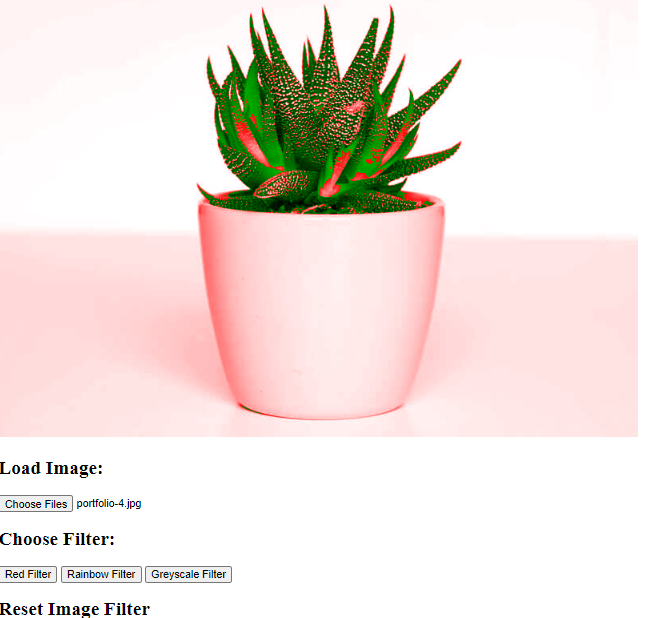 Load Image:
Choose Files portfolio-4.jpg
Choose Filter:
Red Filter Rainbow Filter Greyscale Filter
Reset Image Filter